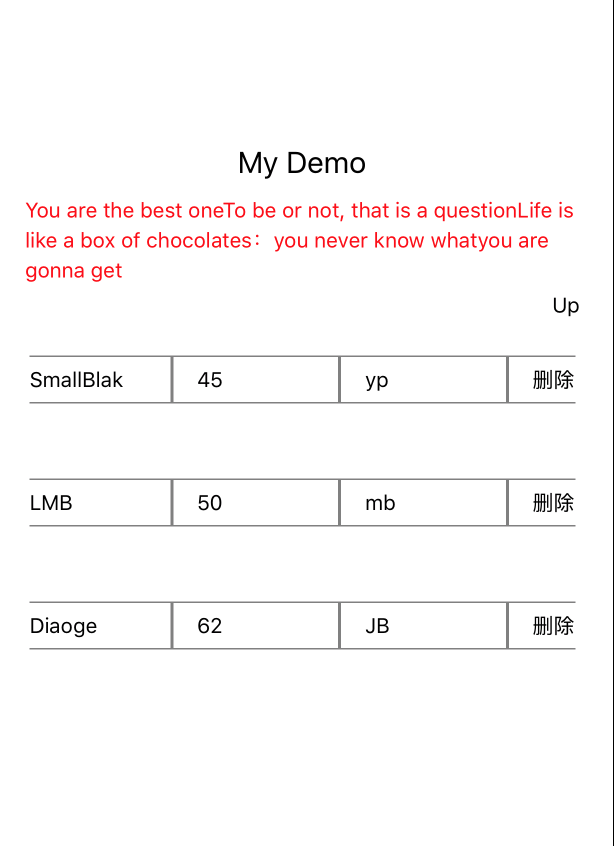 My Demo
You are the best oneTo be or not, that is a questionLife is
like a box of chocolates：you never know whatyou are
gonna get
Up
SmallBlak 45 yp 删除
LMB 50 mb 删除
Diaoge 62 JB 删除